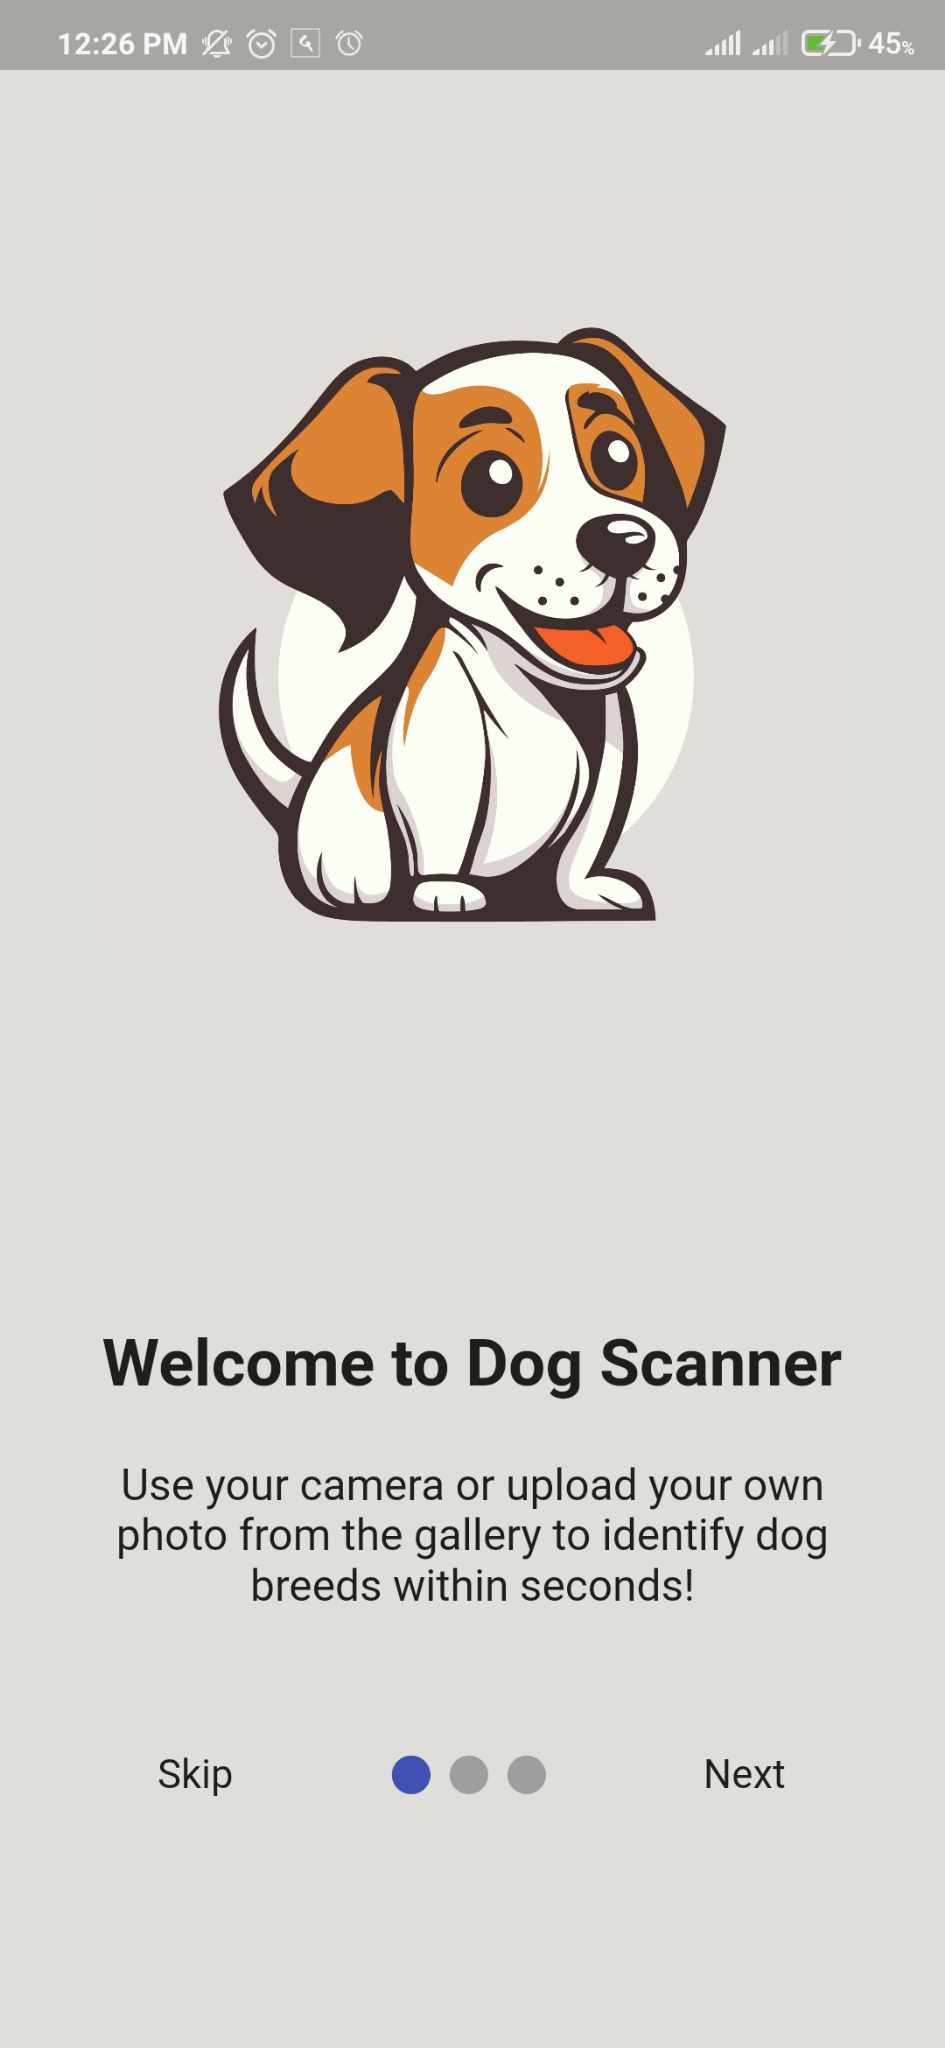 12:26 PM 45%
Welcome to Dog Scanner
Use your camera or upload your own
photo from the gallery to identify dog
breeds within seconds!
Skip Next